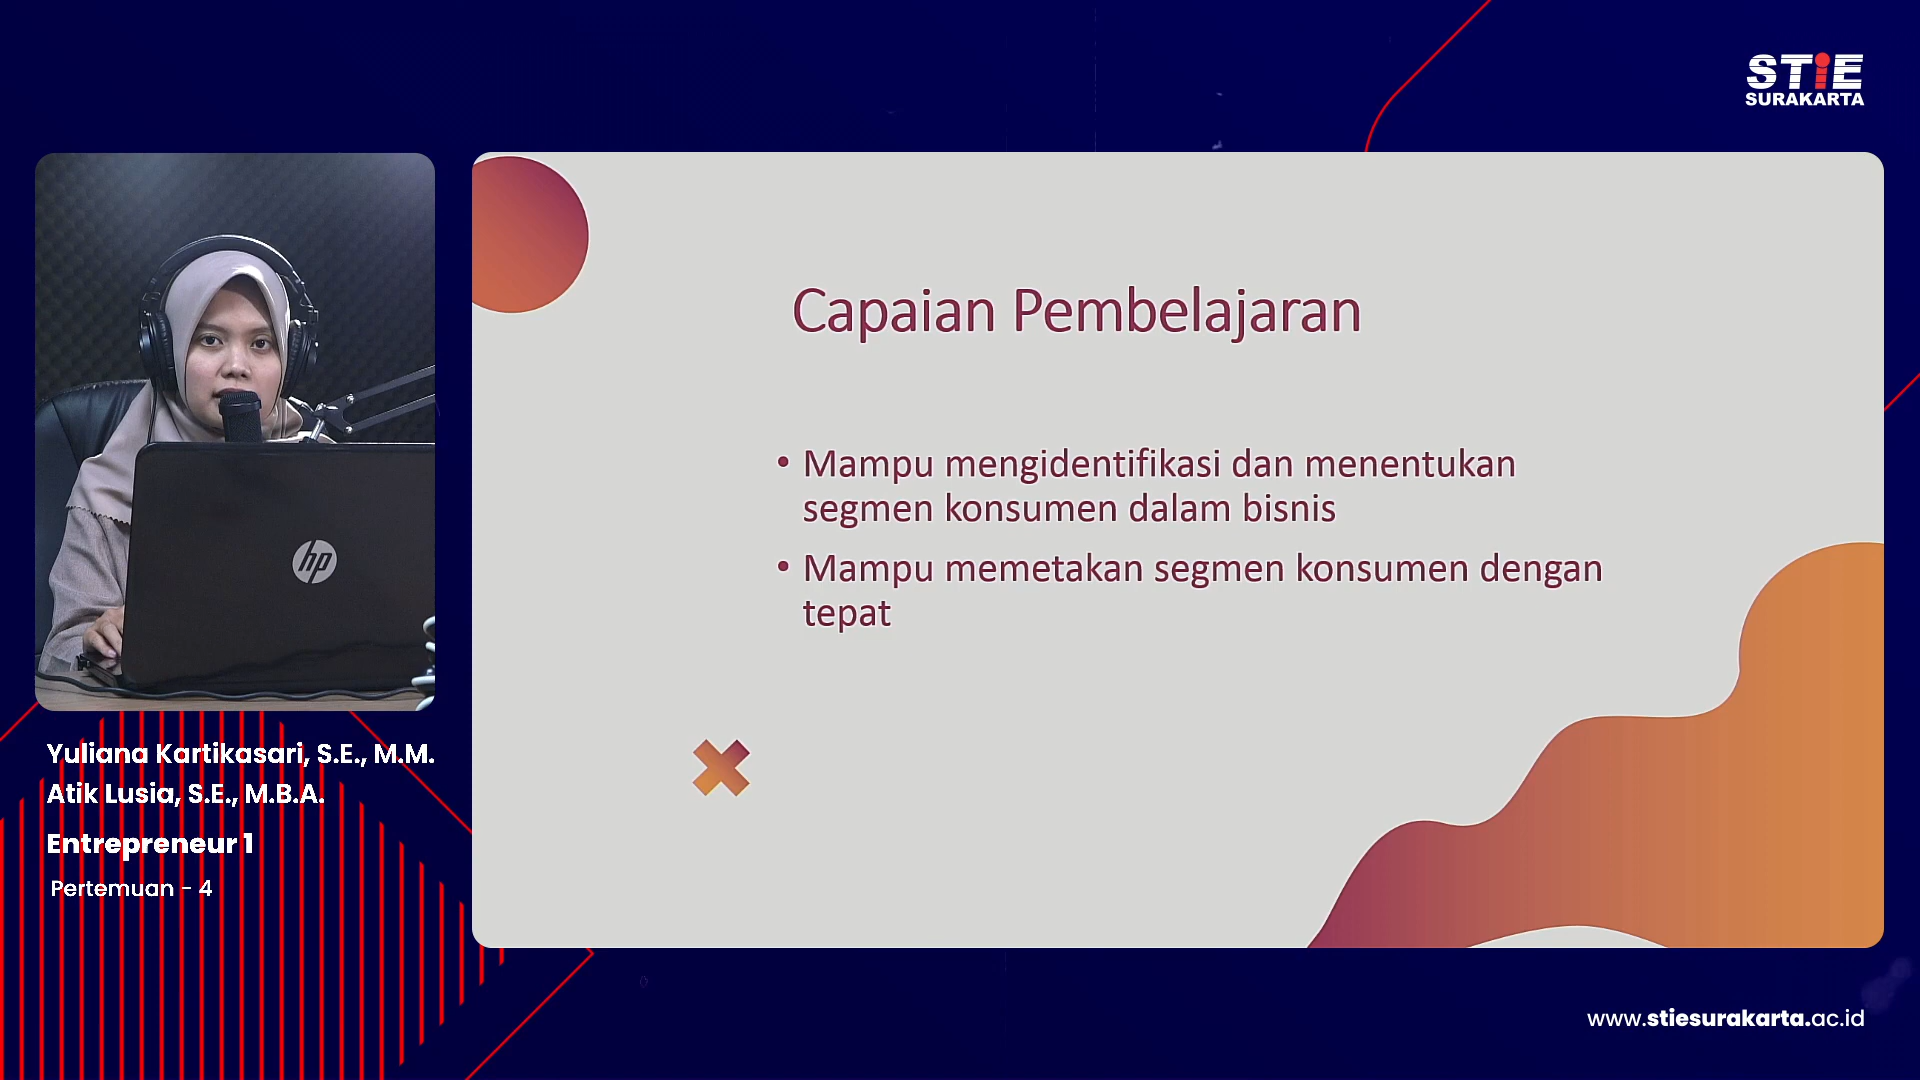 STiE
SURAKARTA
Capaian Pembelajaran
• Mampu mengidentifikasi dan menentukan
segmen konsumen dalam bisnis
• Mampu memetakan segmen konsumen dengan
tepat
hp
Yuliana Kartikasari, S.E., M.M.
Atik Lusia, S.E., M.B.A.
Entrepreneur 1
Pertemuan - 4
www.stiesurakarta.ac.id